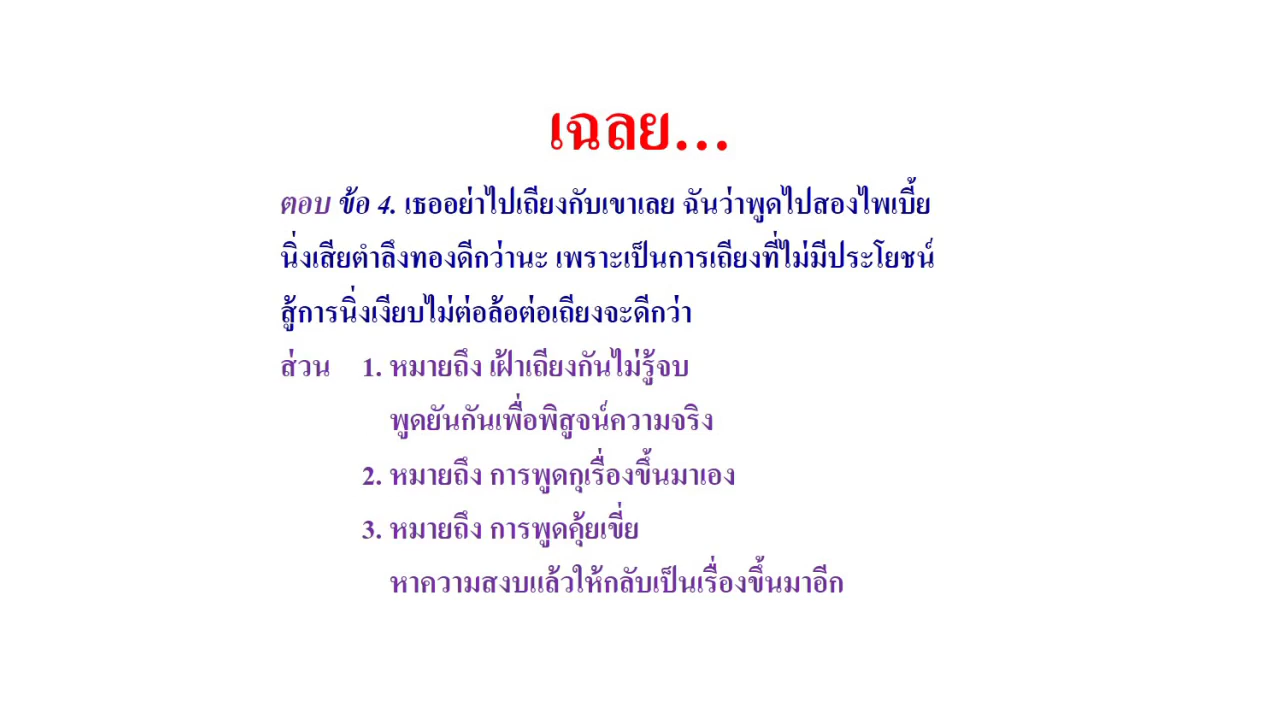 เฉลย...
ตอบ ข้อ 4. เธออย่าไปเถียงกับเขาเลย ฉันว่าพูดไปสองไพเบี้ย
นิ่งเสียตำลึงทองดีกว่านะ เพราะเป็นการเถียงที่ไม่มีประโยชน์
สู้การนิ่งเงียบไม่ต่อล้อต่อเถียงจะดีกว่า
ส่วน 1. หมายถึง เฝ้าเถียงกันไม่รู้จบ
พูดยันกันเพื่อพิสูจน์ความจริง
2. หมายถึง การพูดกุเรื่องขึ้นมาเอง
3. หมายถึง การพูดคุ้ยเขี่ย
หาความสงบแล้วให้กลับเป็นเรื่องขึ้นมาอีก